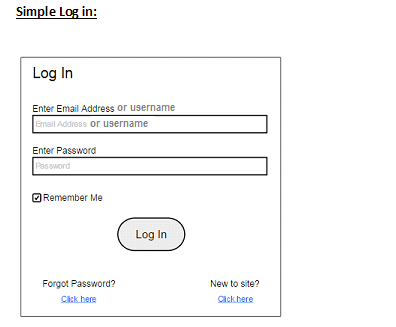 Simple Log in:
Log In
Enter Email Address or username
Email Address or username
Enter Password
Password
Remember Me
Log In
Forgot Password? New to site?
Click here Click here